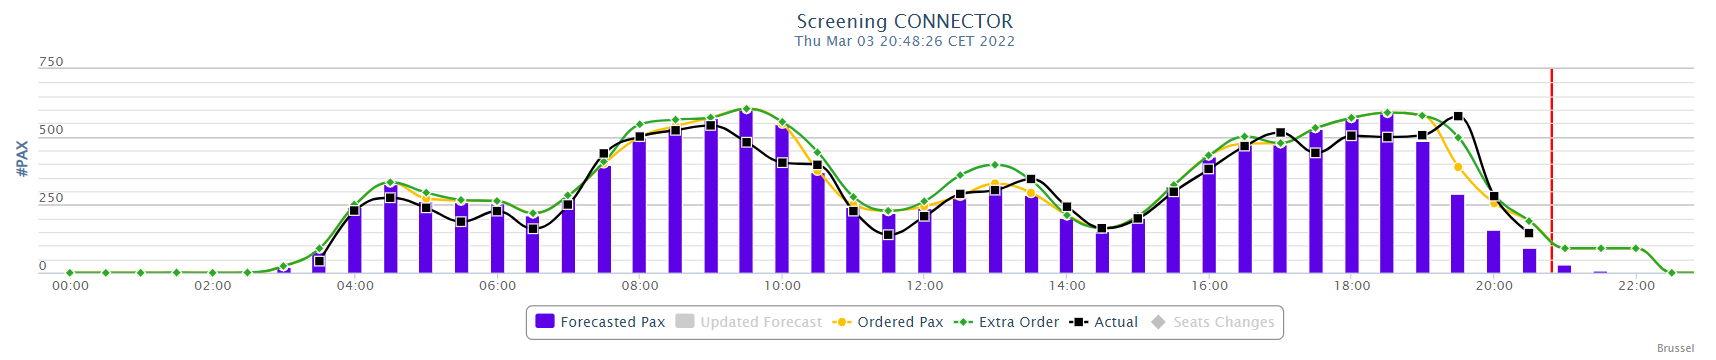 Screening CONNECTOR
Thu Mar 03 20:48:26 CET 2022
#PAX
750
500
250
0
00:00 02:00 04:00 06:00 08:00 10:00 12:00 14:00 16:00 18:00 20:00 22:00
Forecasted Pax Updated Forecast Ordered Pax Extra Order Actual Seats Changes
Brussel